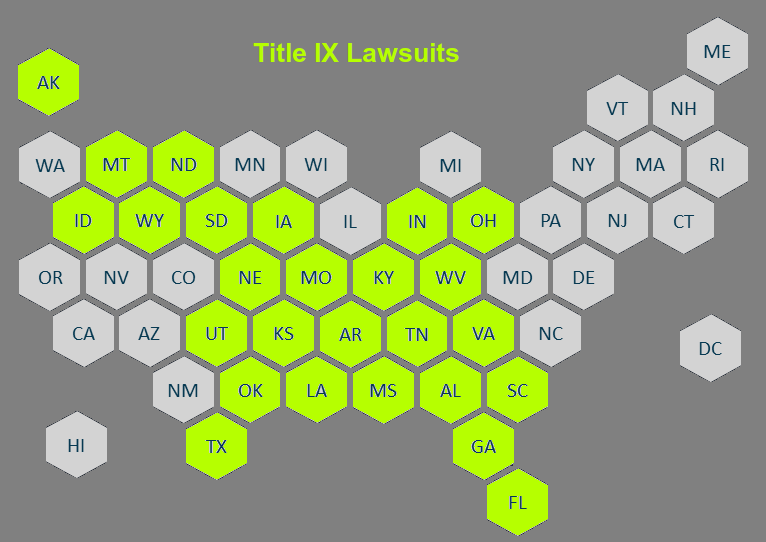 Title IX Lawsuits
ME
AK
VT NH
WA MT ND MN WI MI NY MA RI
ID WY SD IA IL IN OH PA NJ CT
OR NV CO NE MO KY WV MD DE
CA AZ UT KS AR TN VA NC DC
NM OK LA MS AL SC
HI TX GA
FL